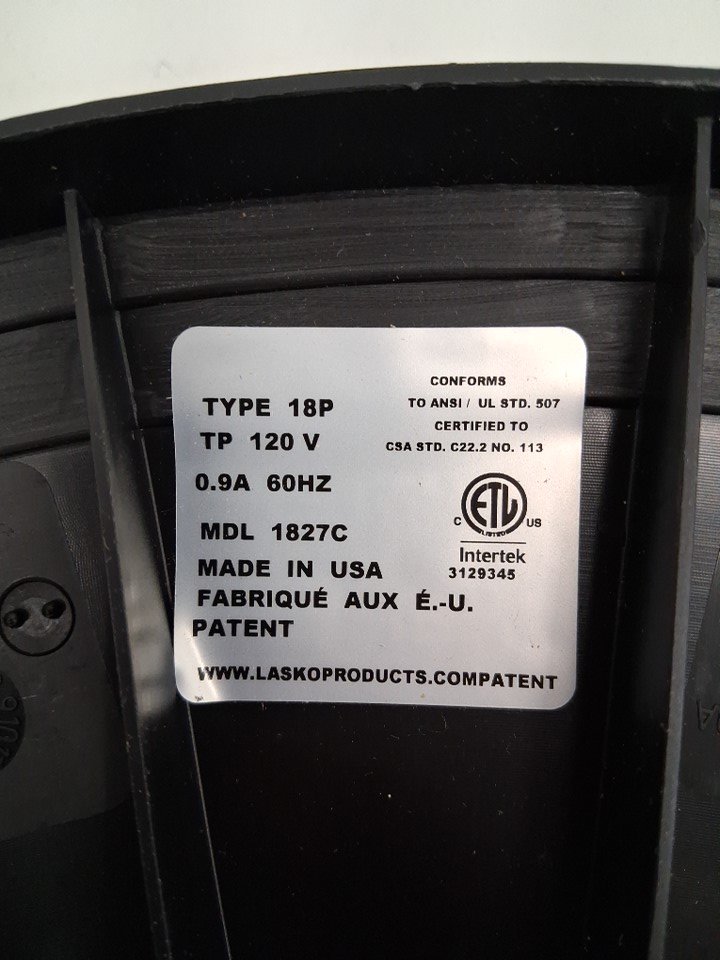 TYPE 18P
TP 120 V
0.9A 60HZ
MDL 1827C
MADE IN USA
FABRIQUÉ AUX É.-U.
PATENT
CONFORMS
TO ANSI / UL STD. 507
CERTIFIED TO
CSA STD. C22.2 NO. 113
C ETL US
LISTED
Intertek
3129345
WWW.LASKOPRODUCTS.COMPATENT